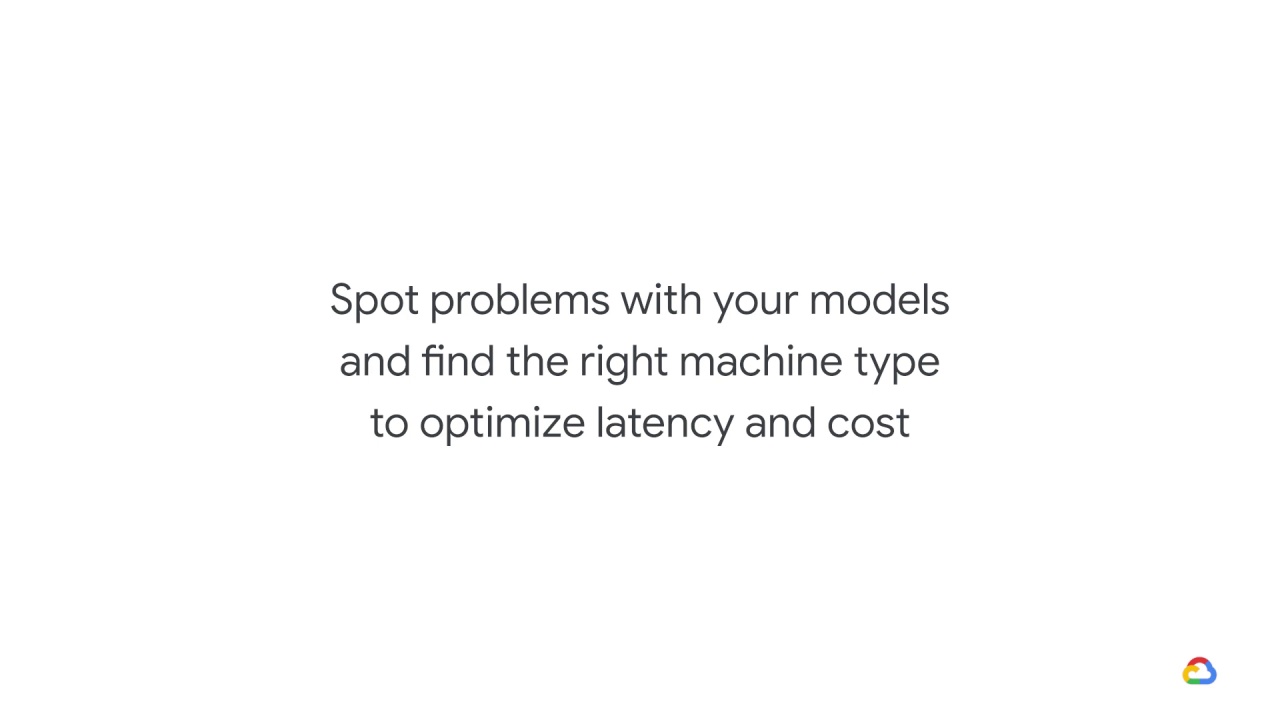 Spot problems with your models
and find the right machine type
to optimize latency and cost